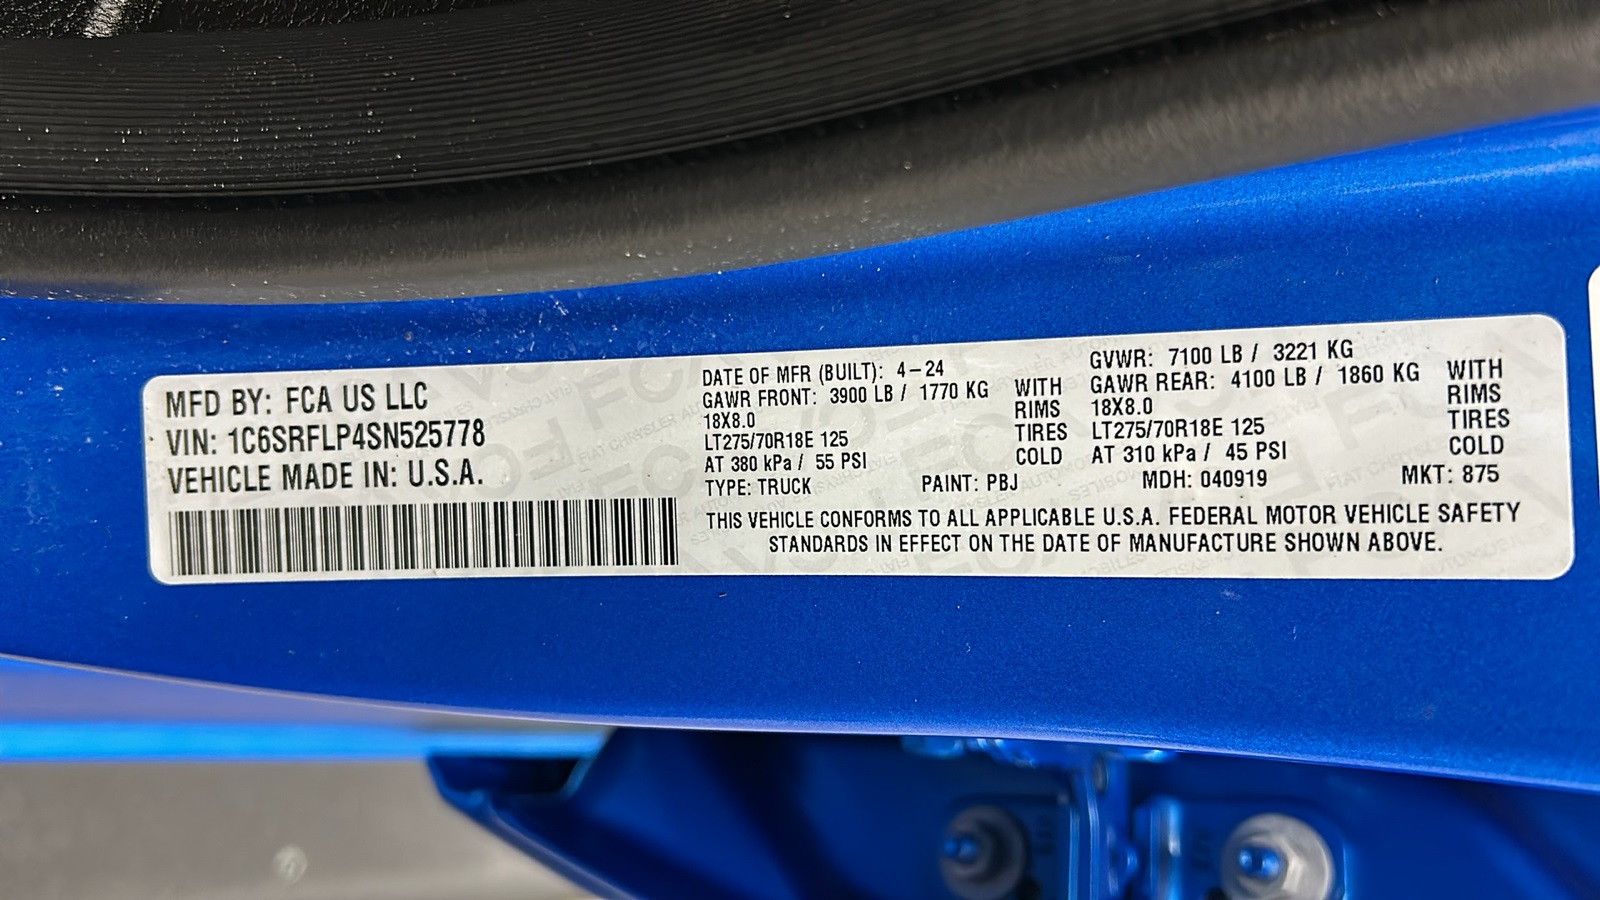 MFD BY: FCA US LLC
VIN: 1C6SRFLP4SN525778
VEHICLE MADE IN: U.S.A.
DATE OF MFR (BUILT): 4-24
GAWR FRONT: 3900 LB / 1770 KG
18X8.0
LT275/70R18E 125
AT 380 kPa / 55 PSI
WITH
RIMS
TIRES
COLD
GVWR: 7100 LB / 3221 KG
GAWR REAR: 4100 LB / 1860 KG
18X8.0
LT275/70R18E 125
AT 310 kPa / 45 PSI
WITH
RIMS
TIRES
COLD
TYPE: TRUCK PAINT: PBJ MDH: 040919 MKT: 875
THIS VEHICLE CONFORMS TO ALL APPLICABLE U.S.A. FEDERAL MOTOR VEHICLE SAFETY
STANDARDS IN EFFECT ON THE DATE OF MANUFACTURE SHOWN ABOVE.